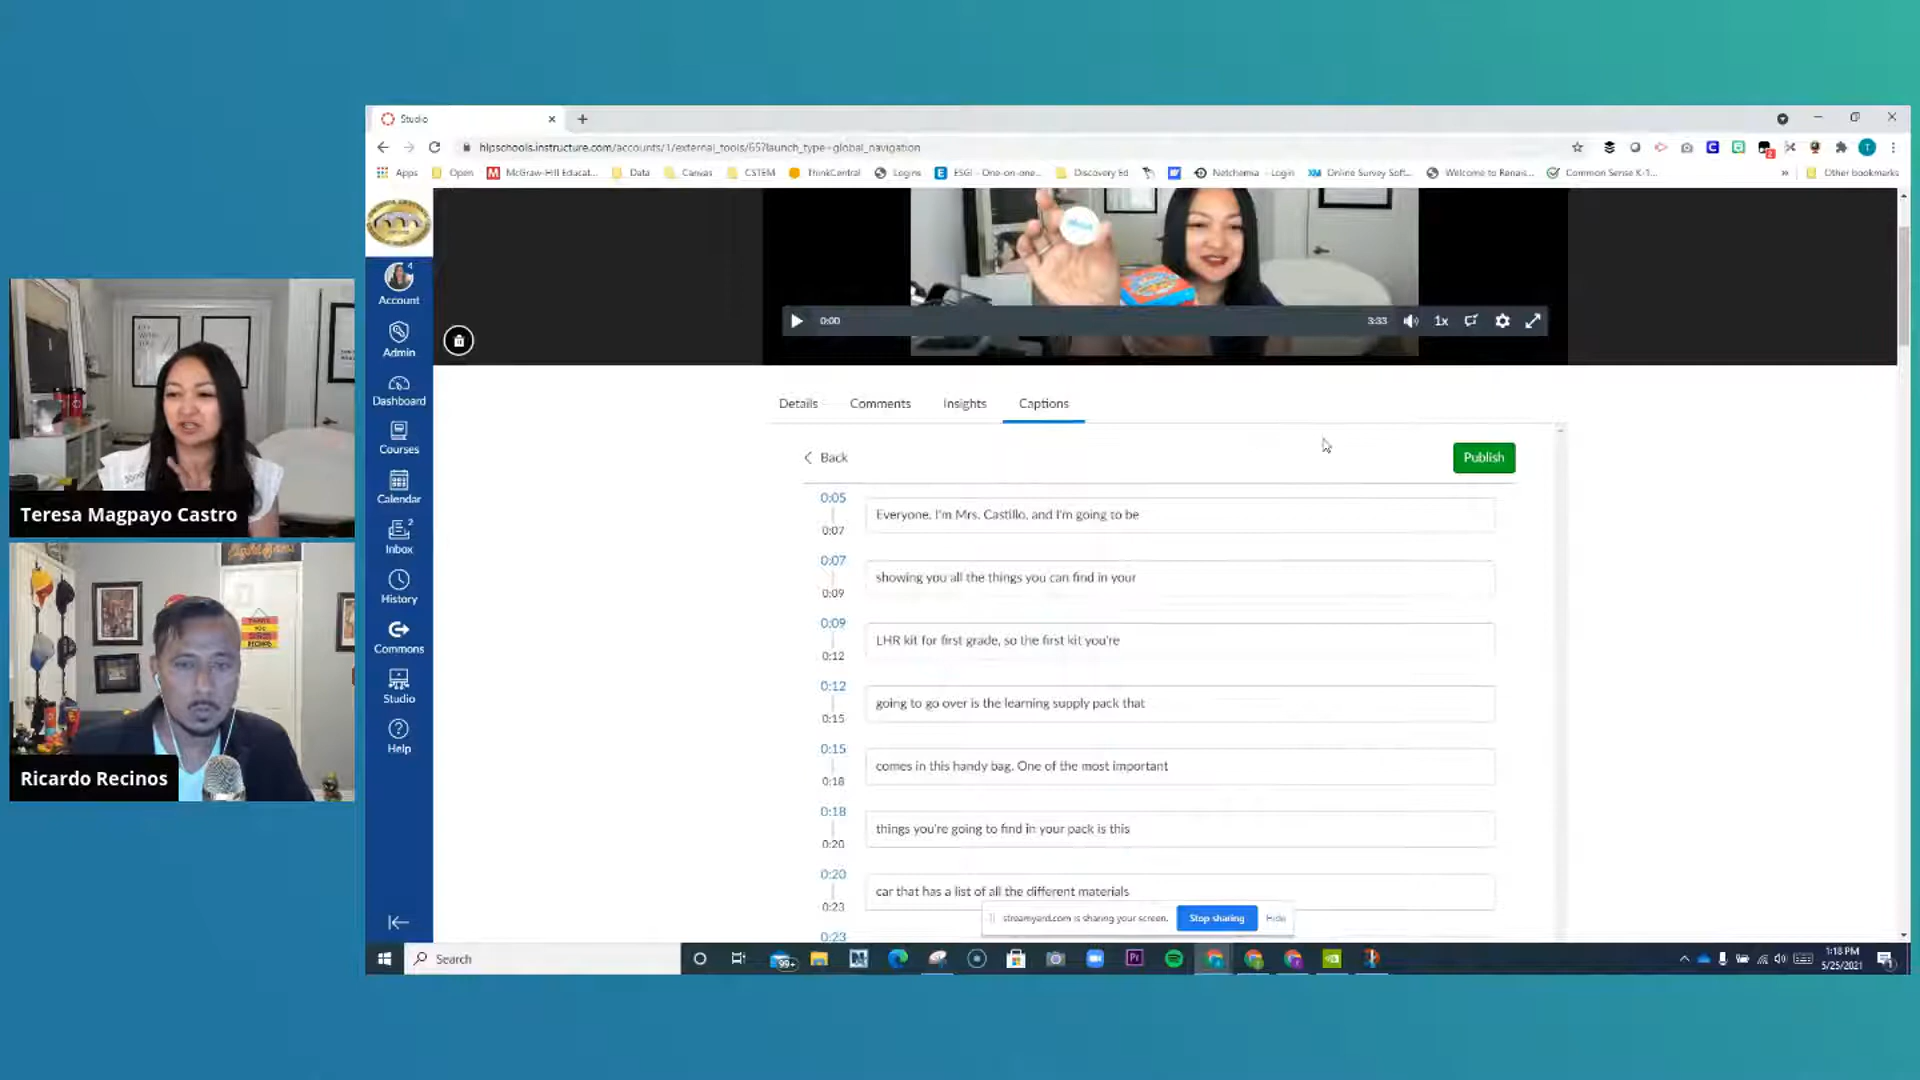 Studio
hlpschools.instructure.com/accounts/1/external_tools/65?launch_type=global_navigation
Apps Open McGraw-Hill Educat... Data Canvas CSTEM ThinkCentral Logins ESGI - One-on-one... Discovery Ed Netchemia - Login Online Survey Soft... Welcome to Renais... Common Sense K-1... » Other bookmarks
4
Account
Admin
Dashboard
Courses
Calendar
2
Inbox
History
Commons
Studio
Help
0:00 3:33 1x
Details Comments Insights Captions
Back Publish
0:05
0:07
Everyone, I'm Mrs. Castillo, and I'm going to be
0:07
0:09
showing you all the things you can find in your
0:09
0:12
LHR kit for first grade, so the first kit you're
0:12
0:15
going to go over is the learning supply pack that
0:15
0:18
comes in this handy bag. One of the most important
0:18
0:20
things you're going to find in your pack is this
0:20
0:23
car that has a list of all the different materials
0:23
streamyard.com is sharing your screen. Stop sharing Hide
Search
99+
Pr
1:18 PM
5/25/2021
Teresa Magpayo Castro
Ricardo Recinos